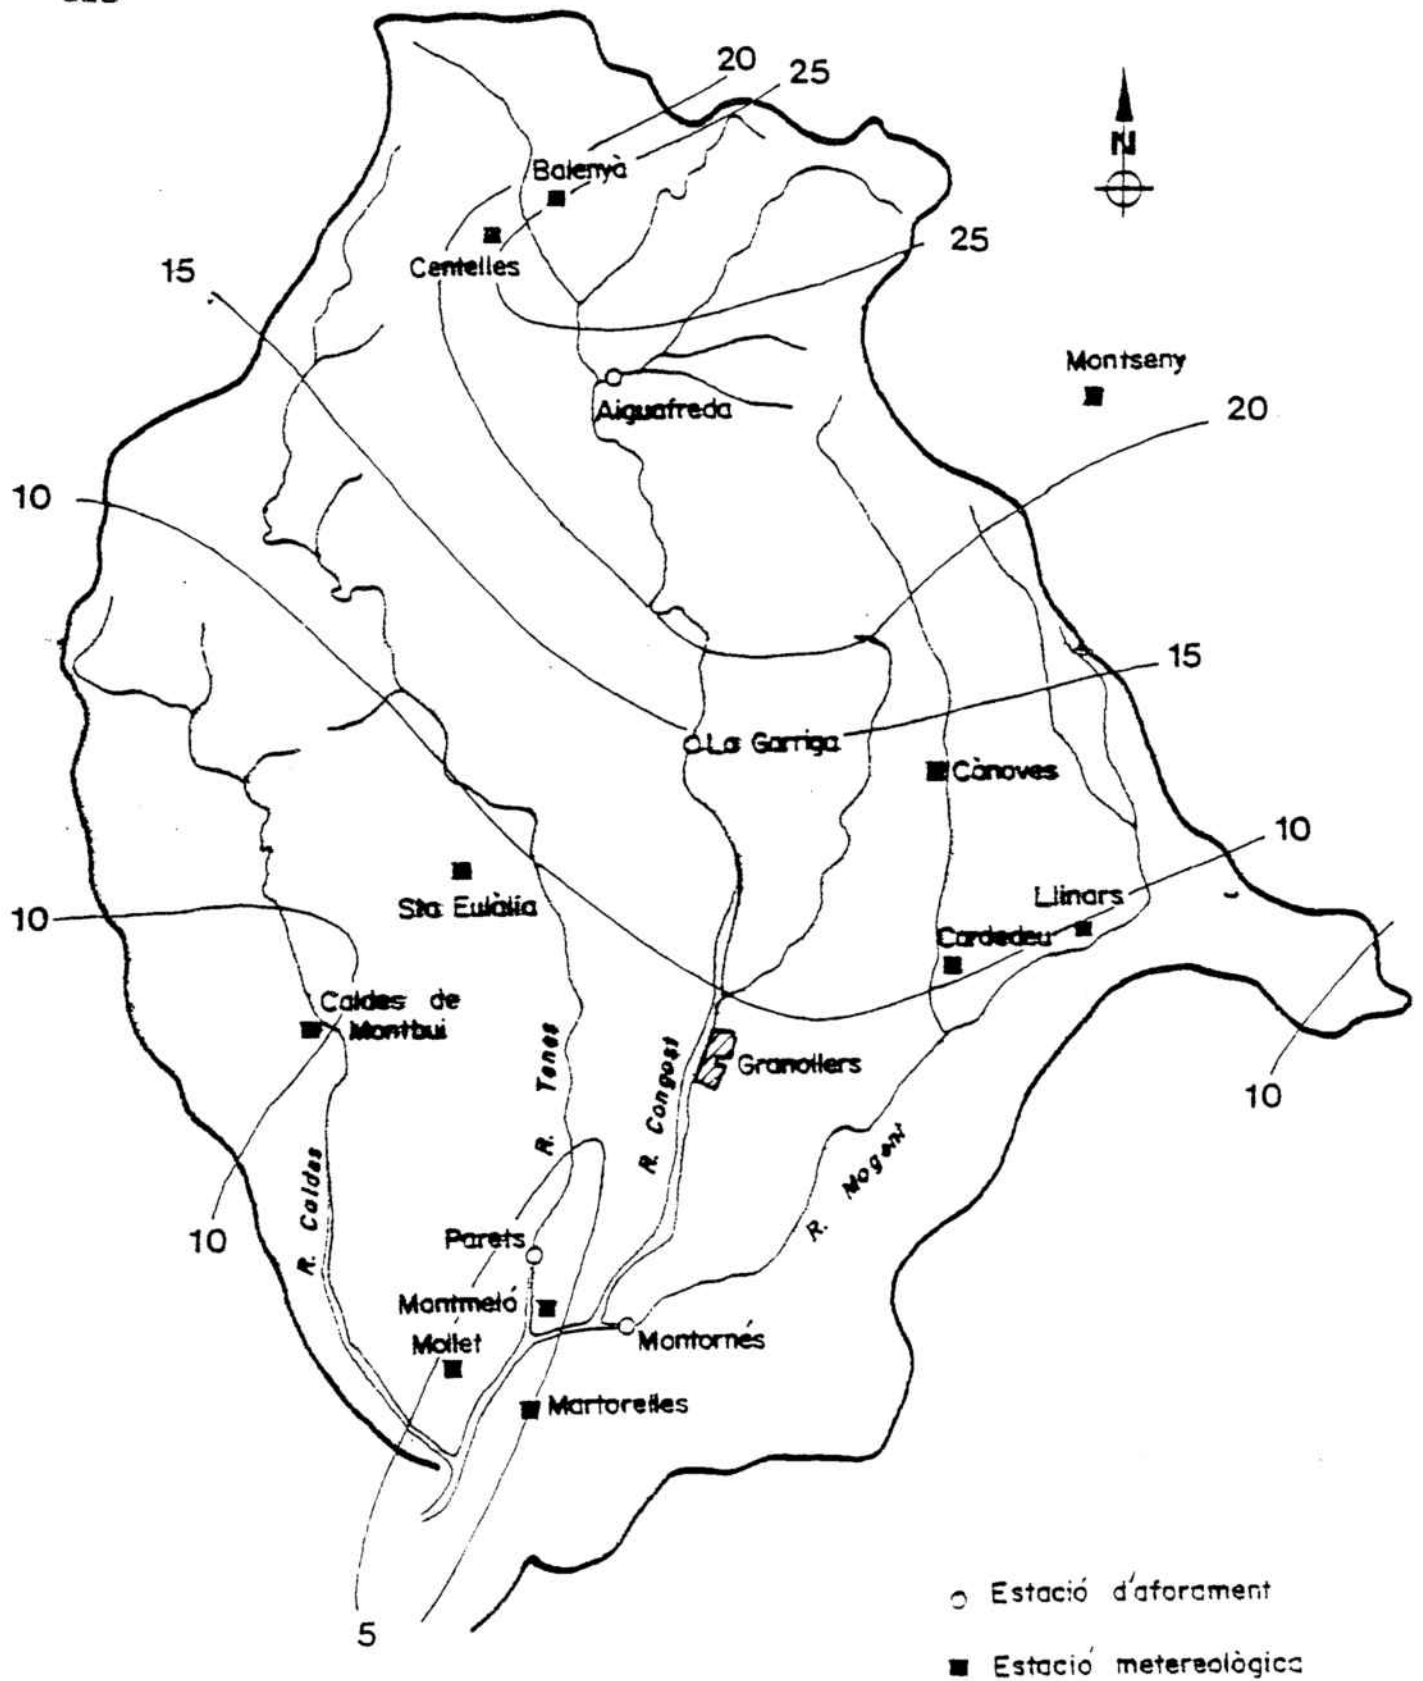 20
25
N
Balenyà
Centelles
15
25
Montseny
Aiguafreda
20
10
15
La Garriga
Cànoves
10
Sta Eulàlia
Llinars
10
Cardedeu
Caldes de
Montbui
R. Tenes
R. Congost
Granollers
10
R. Mogent
R. Caldes
10
Parets
Montmeló
Mollet
Montornés
Martorelles
5
Estació d'aforament
Estació metereològica